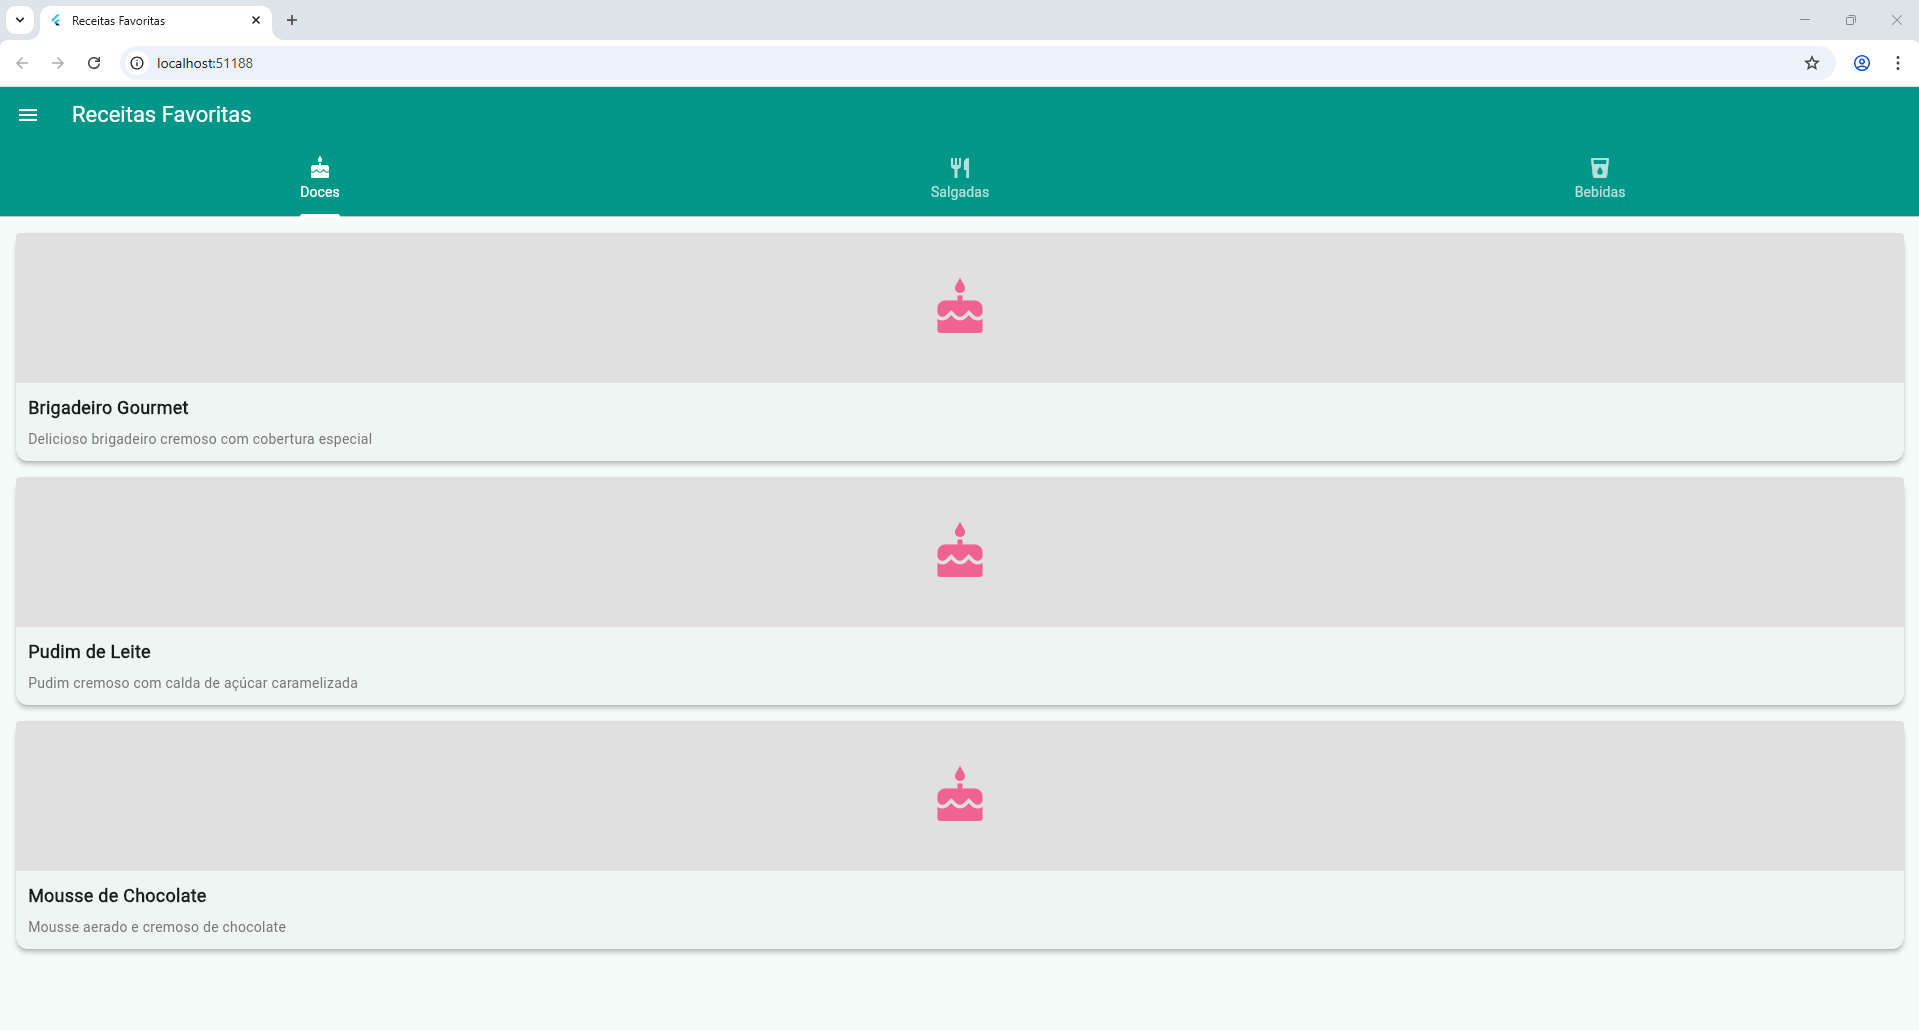 Receitas Favoritas
localhost:51188
Receitas Favoritas
Doces
Salgadas
Bebidas
Brigadeiro Gourmet
Delicioso brigadeiro cremoso com cobertura especial
Pudim de Leite
Pudim cremoso com calda de açúcar caramelizada
Mousse de Chocolate
Mousse aerado e cremoso de chocolate